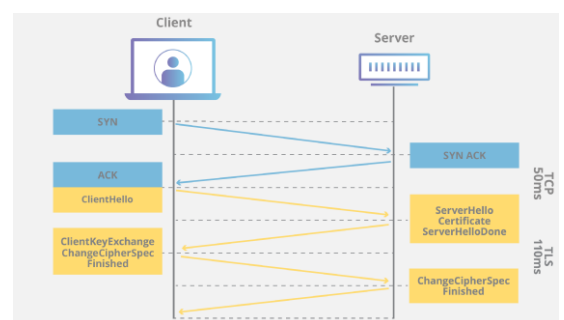 Client
Server
SYN
SYN ACK
ACK
TCP
50ms
ClientHello
ServerHello
Certificate
ServerHelloDone
ClientKeyExchange
ChangeCipherSpec
Finished
TLS
110ms
ChangeCipherSpec
Finished